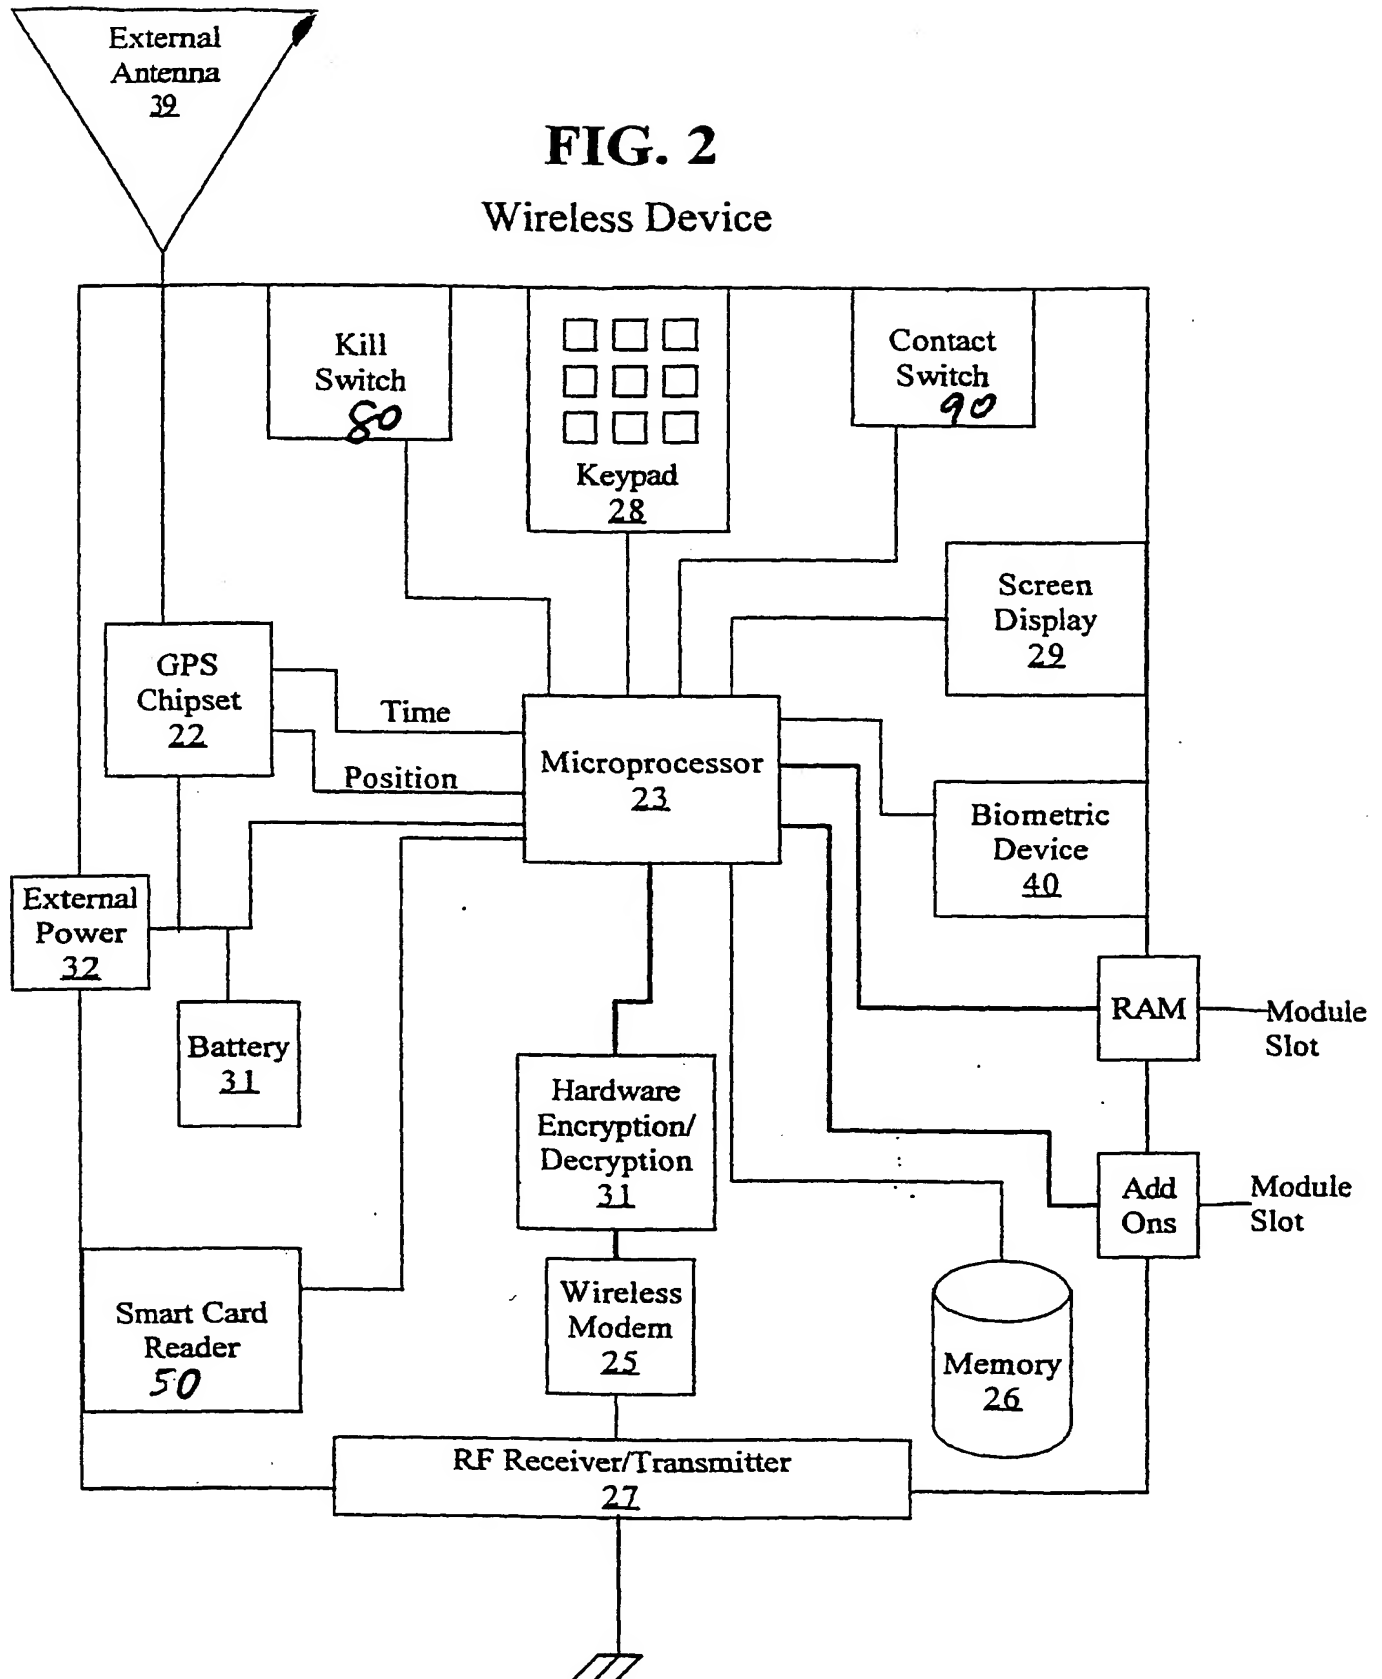 External
Antenna
39
FIG. 2
Wireless Device
Kill
Switch
80
Keypad
28
Contact
Switch
90
Screen
Display
29
GPS
Chipset
22
Time
Position
Microprocessor
23
Biometric
Device
40
External
Power
32
Battery
31
RAM
Module
Slot
Hardware
Encryption/
Decryption
31
Add
Ons
Module
Slot
Smart Card
Reader
50
Wireless
Modem
25
Memory
26
RF Receiver/Transmitter
27